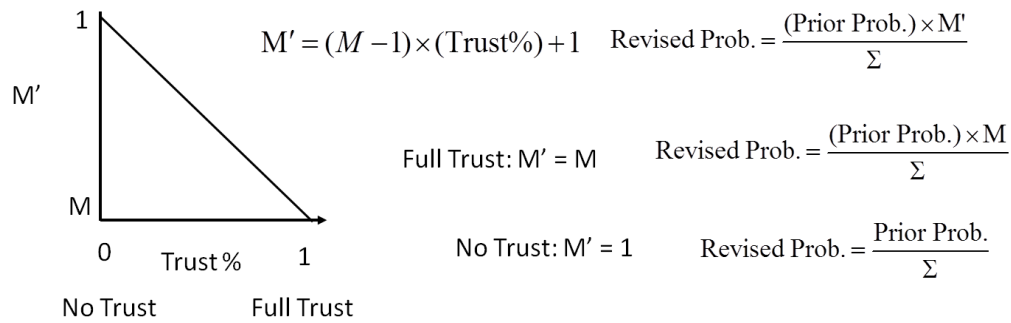 1
M' = (M − 1) × (Trust%) + 1
Revised Prob. = (Prior Prob.) × M' / Σ
M'
Full Trust: M' = M
Revised Prob. = (Prior Prob.) × M / Σ
M
0
Trust %
1
No Trust: M' = 1
Revised Prob. = Prior Prob. / Σ
No Trust
Full Trust